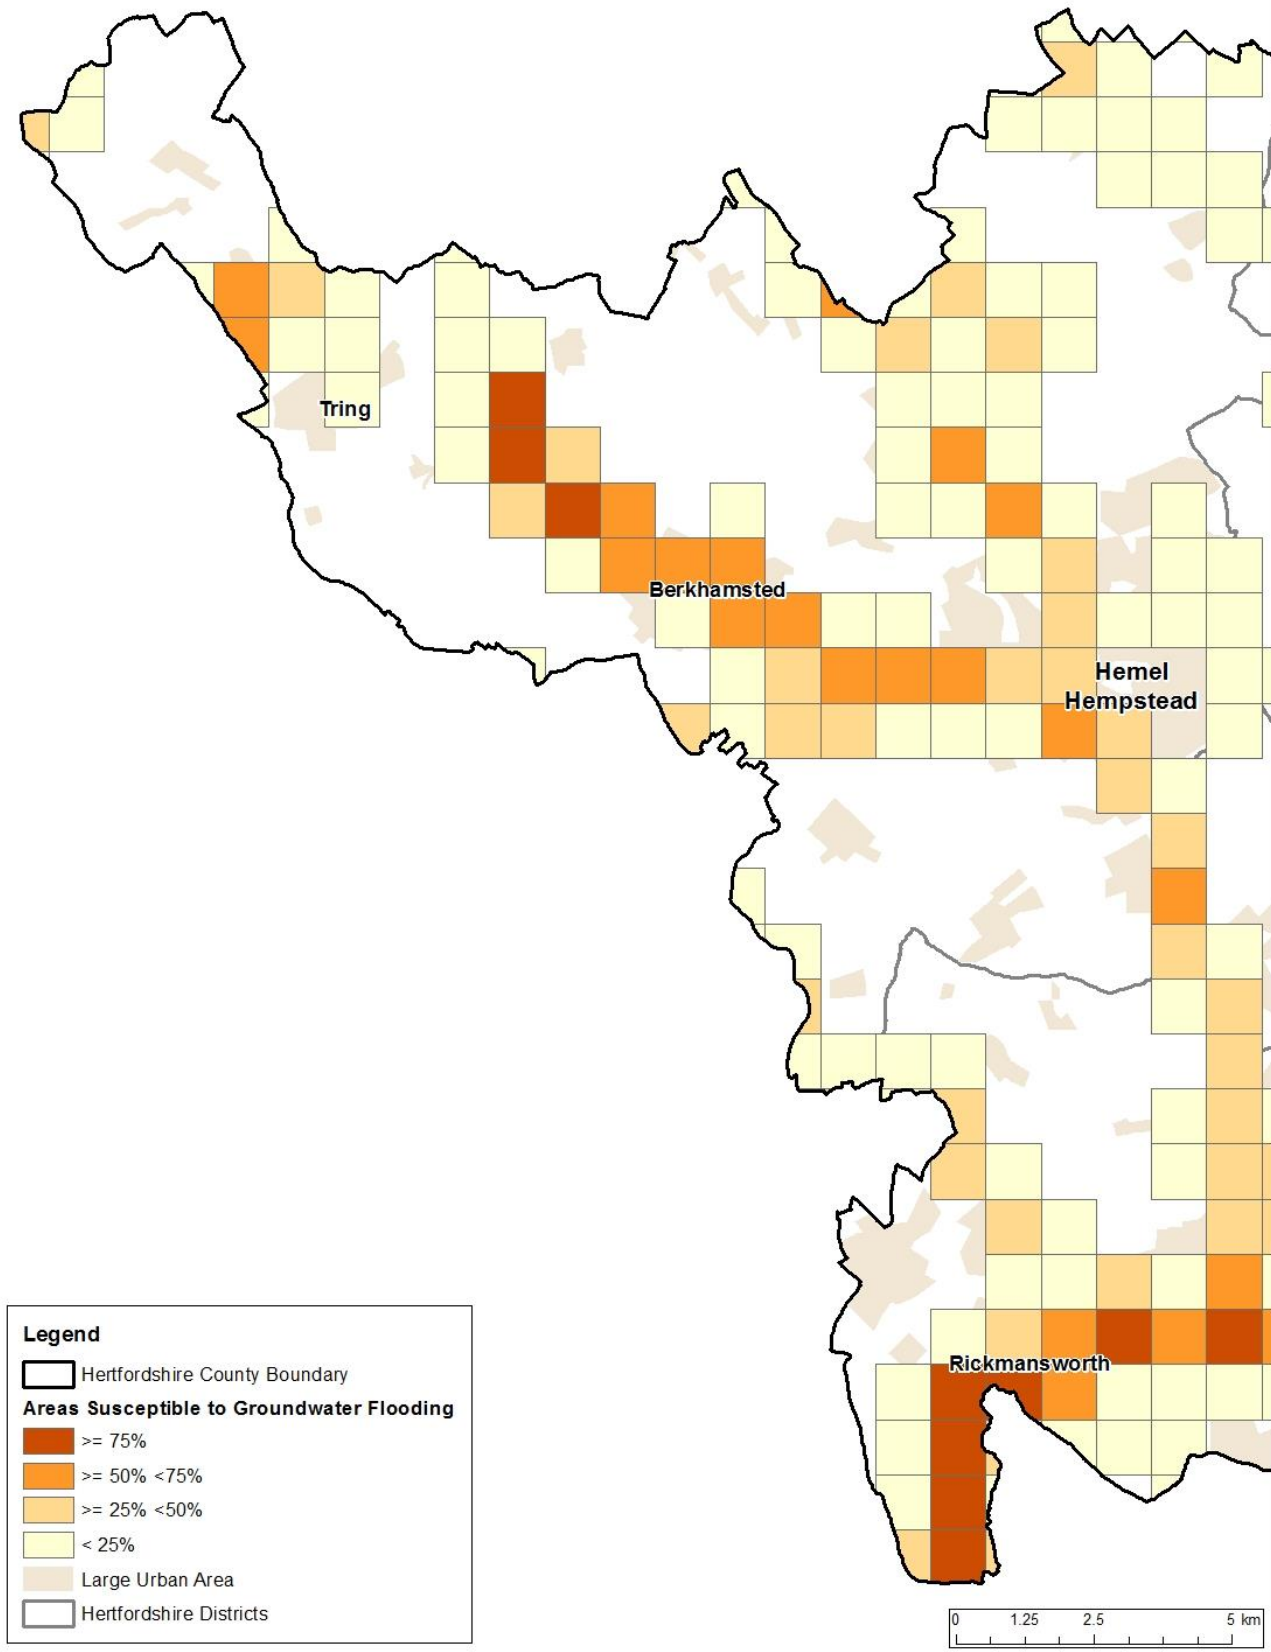 Tring
Berkhamsted
Hemel
Hempstead
Rickmansworth
Legend
Hertfordshire County Boundary
Areas Susceptible to Groundwater Flooding
>= 75%
>= 50% <75%
>= 25% <50%
< 25%
Large Urban Area
Hertfordshire Districts
0 1.25 2.5 5 km